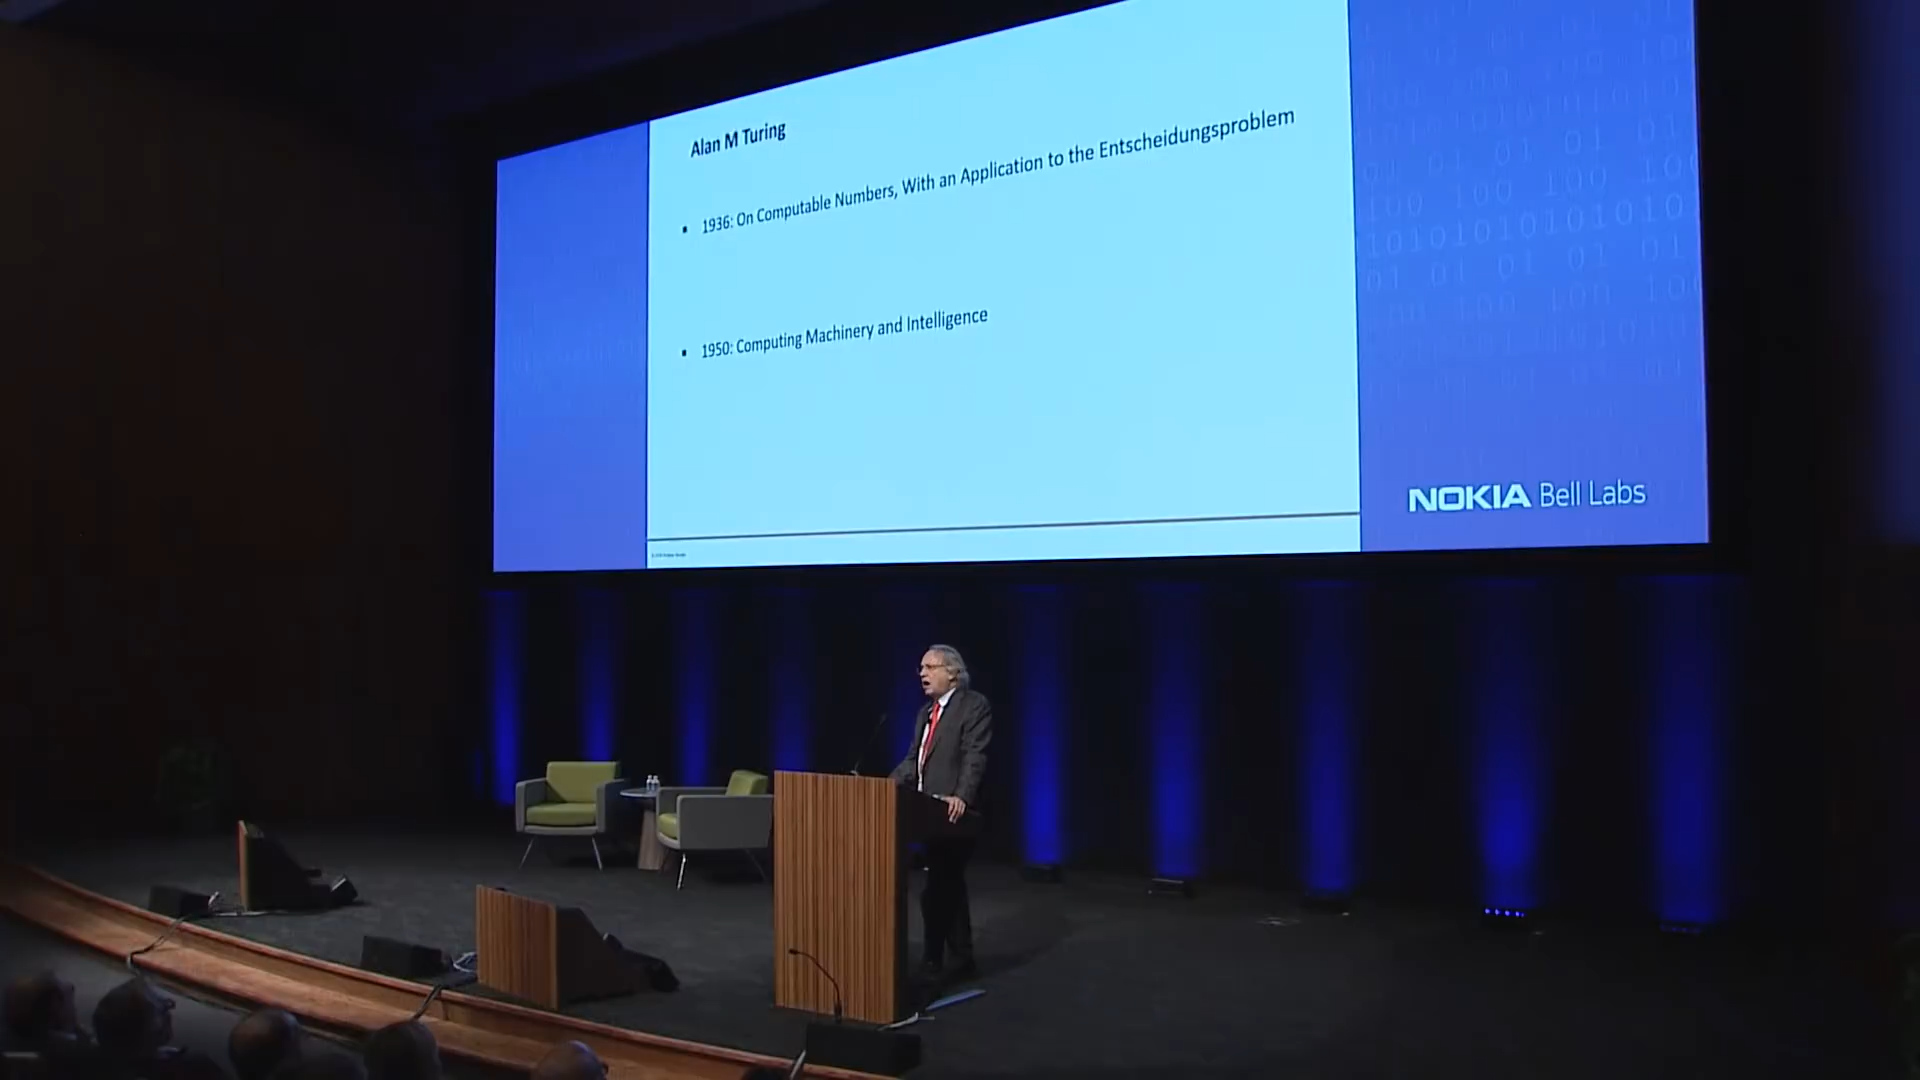 Alan M Turing
▪ 1936: On Computable Numbers, With an Application to the Entscheidungsproblem
▪ 1950: Computing Machinery and Intelligence
NOKIA Bell Labs